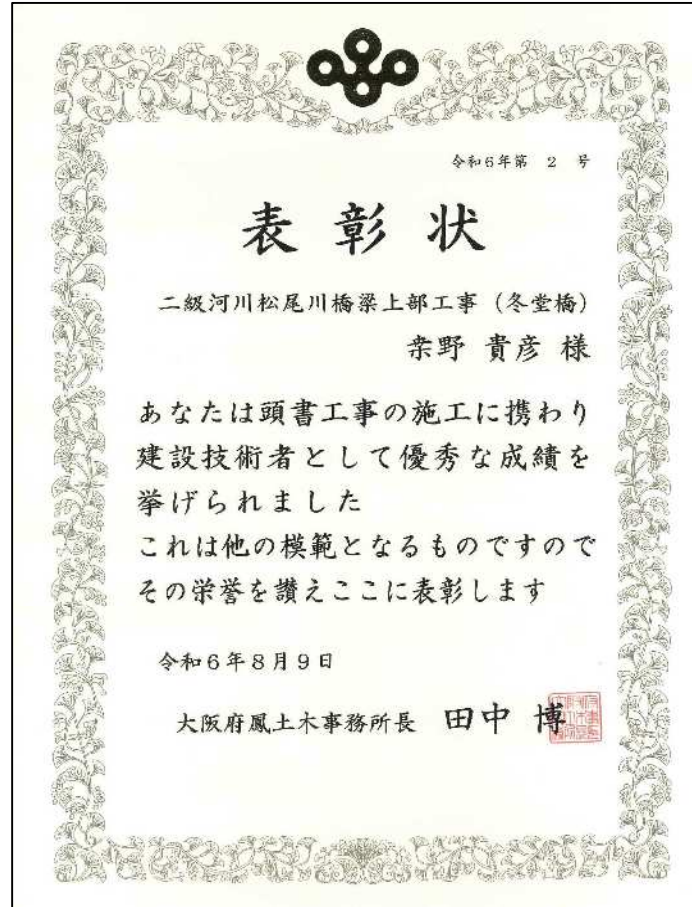 令和6年第 2 号
表彰状
二級河川松尾川橋梁上部工事(冬堂橋)
桒野 貴彦 様
あなたは頭書工事の施工に携わり
建設技術者として優秀な成績を
挙げられました
これは他の模範となるものですので
その栄誉を讃えここに表彰します
令和6年8月9日
大阪府鳳土木事務所長 田中 博